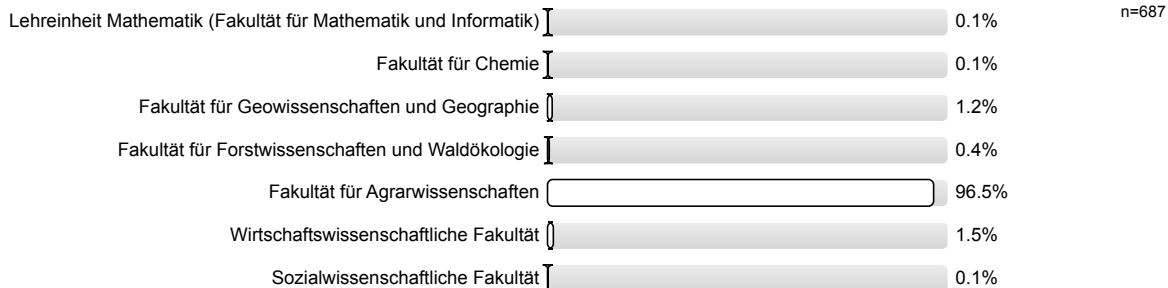 Lehreinheit Mathematik (Fakultät für Mathematik und Informatik) 0.1% n=687
Fakultät für Chemie 0.1%
Fakultät für Geowissenschaften und Geographie 1.2%
Fakultät für Forstwissenschaften und Waldökologie 0.4%
Fakultät für Agrarwissenschaften 96.5%
Wirtschaftswissenschaftliche Fakultät 1.5%
Sozialwissenschaftliche Fakultät 0.1%